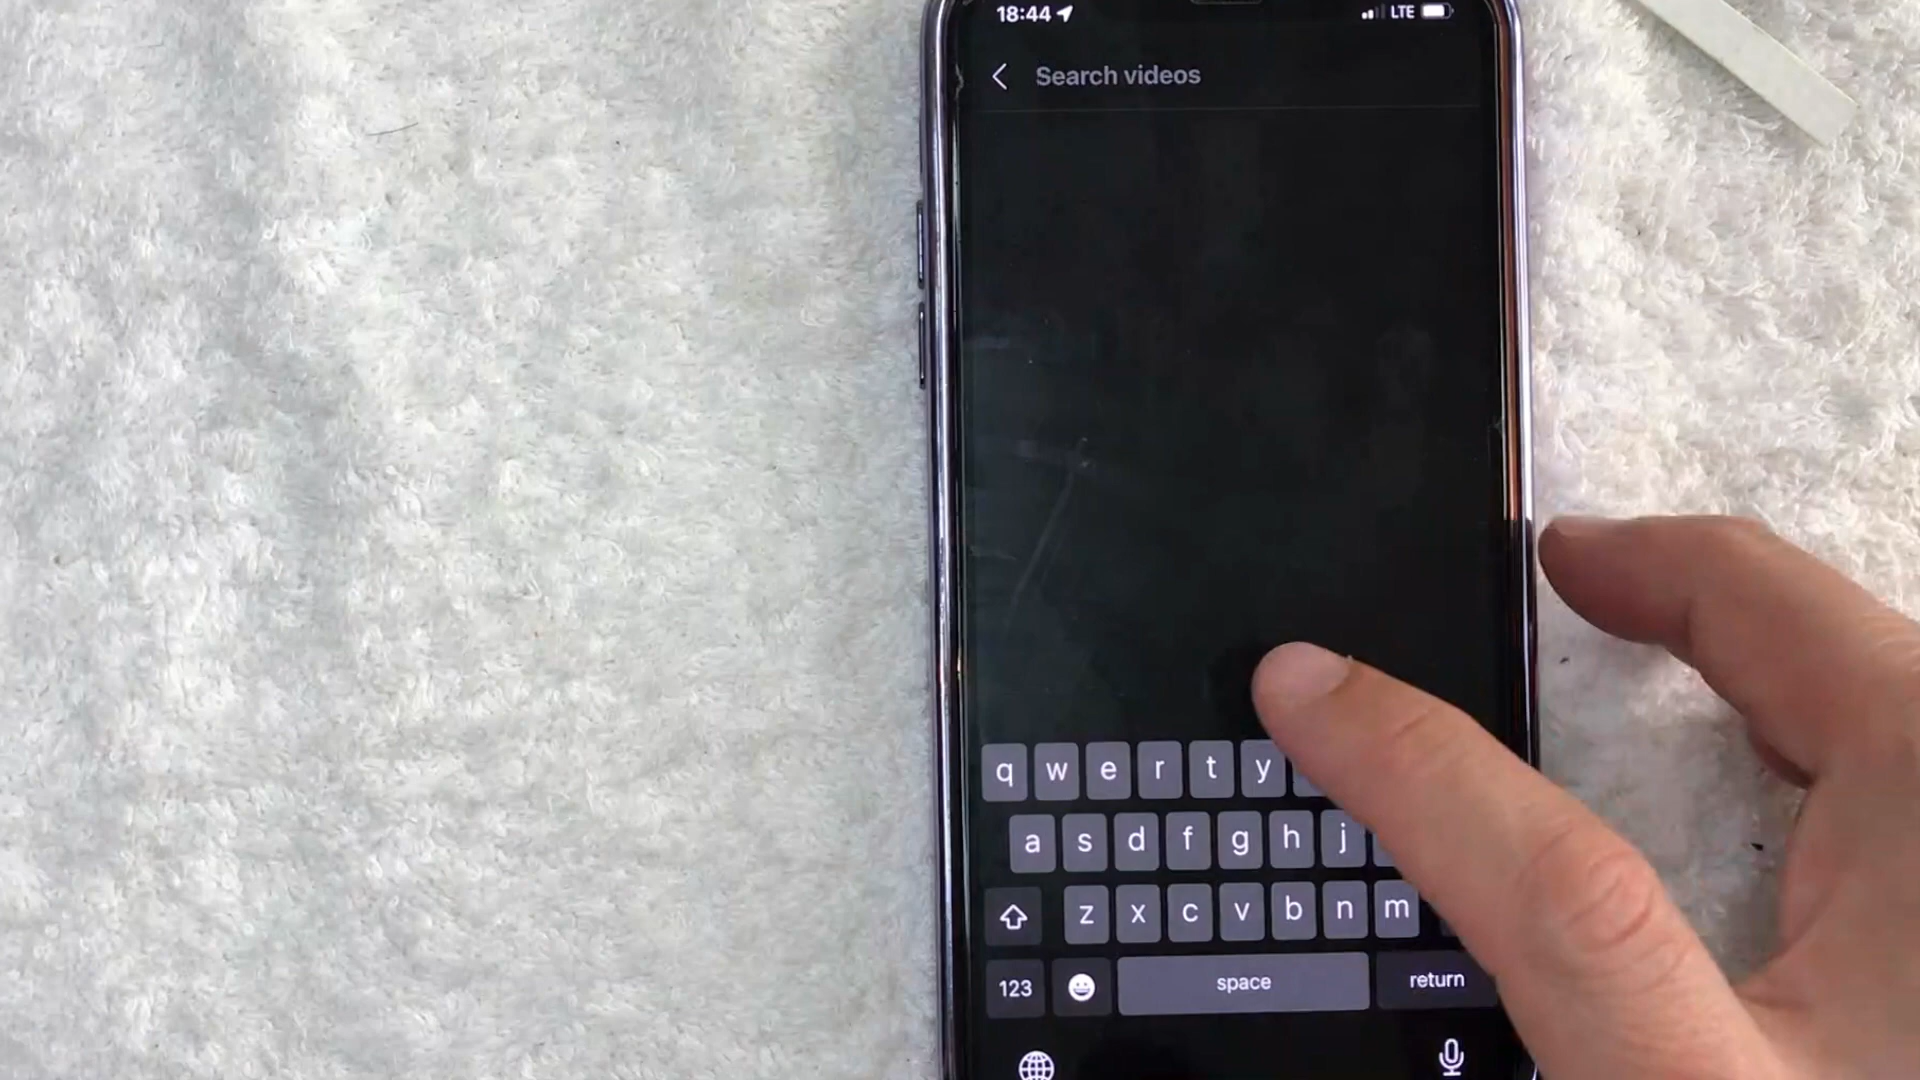 18:44 LTE
Search videos
q w e r t y
a s d f g h j
z x c v b n m
123 space return